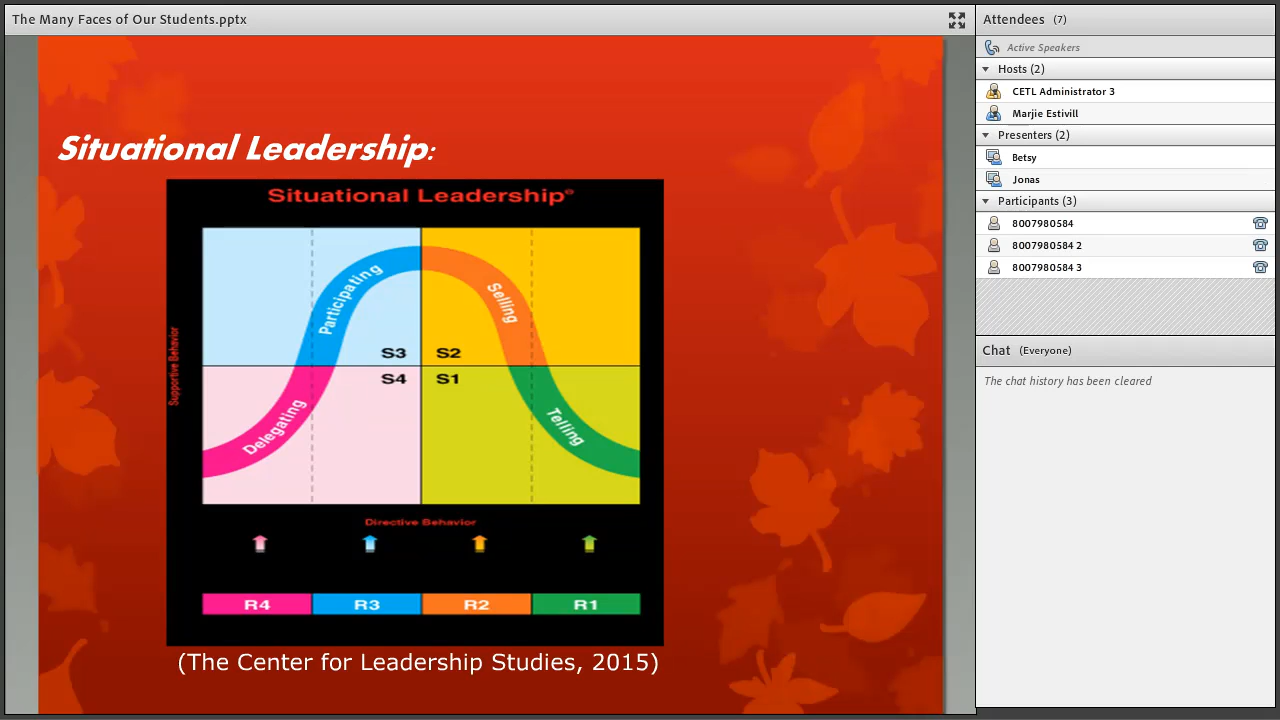 The Many Faces of Our Students.pptx
Situational Leadership:
Situational Leadership®
Participating
Selling
S3
S2
Supportive Behavior
S4
S1
Delegating
Telling
Directive Behavior
R4
R3
R2
R1
(The Center for Leadership Studies, 2015)
Attendees (7)
Active Speakers
Hosts (2)
CETL Administrator 3
Marjie Estivill
Presenters (2)
Betsy
Jonas
Participants (3)
8007980584
8007980584 2
8007980584 3
Chat (Everyone)
The chat history has been cleared